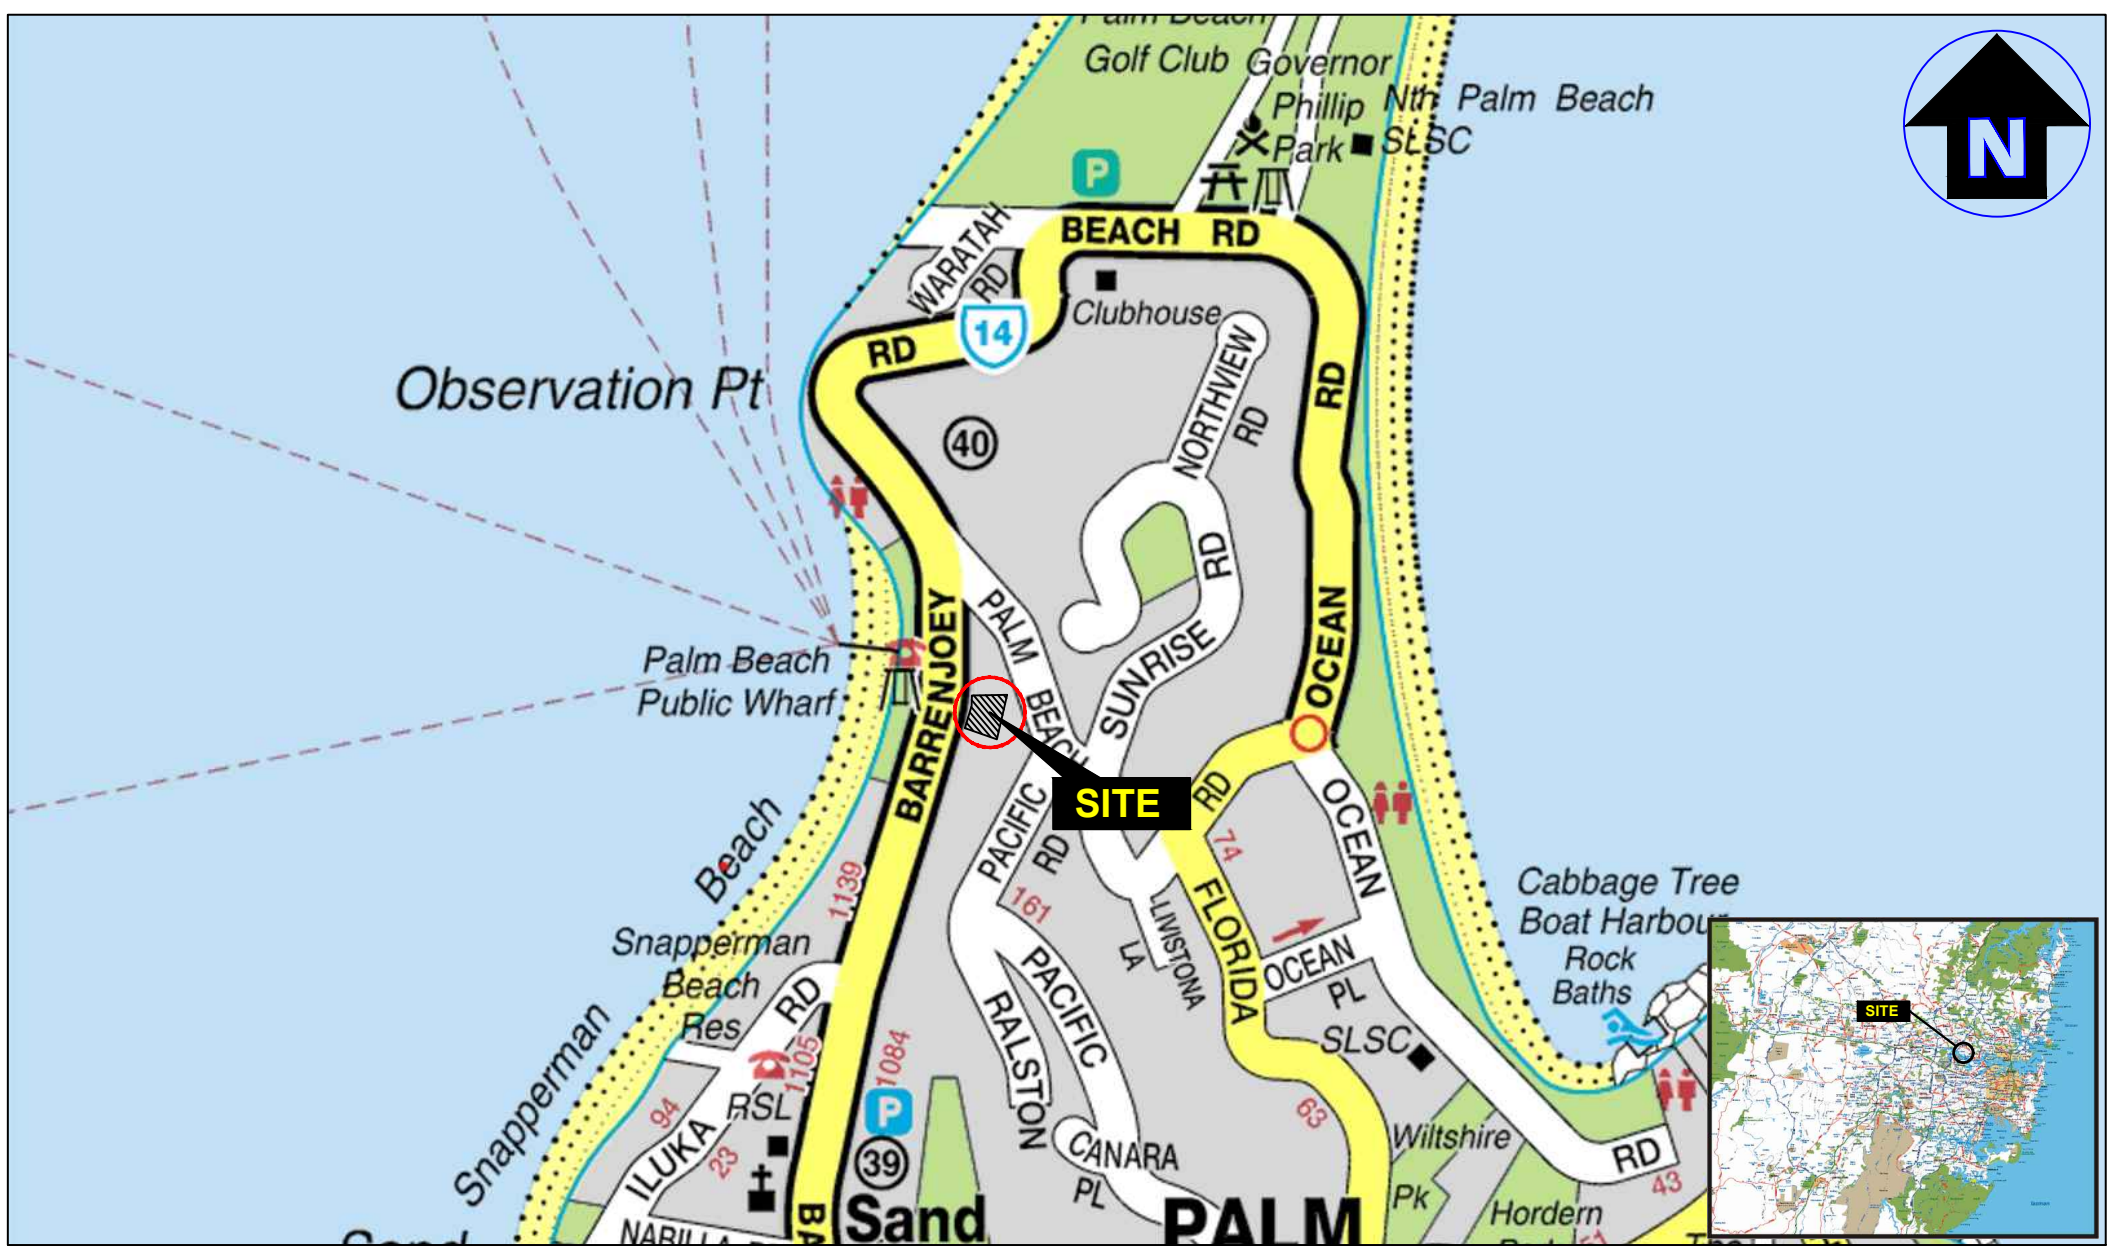 Palm Beach
Golf Club
Governor
Phillip
Park
Nth Palm Beach
SLSC
N
P
WARATAH
RD
BEACH RD
14
RD
Clubhouse
Observation Pt
40
NORTHVIEW
RD
RD
RD
OCEAN
PALM
BEACH
SUNRISE
Palm Beach
Public Wharf
BARRENJOEY
SITE
RD
74
PACIFIC
RD
161
OCEAN
Beach
1139
Snapperman
Beach
Res
RD
Snapperman
1105
1084
FLORIDA
LIVISTONA
LA
OCEAN
PL
PACIFIC
RALSTON
SLSC
63
Cabbage Tree
Boat Harbour
Rock
Baths
SITE
94
RSL
P
39
ILUKA
23
CANARA
PL
Wiltshire
Pk
RD
43
Hordern
BA
Sand
PALM
NABILLA